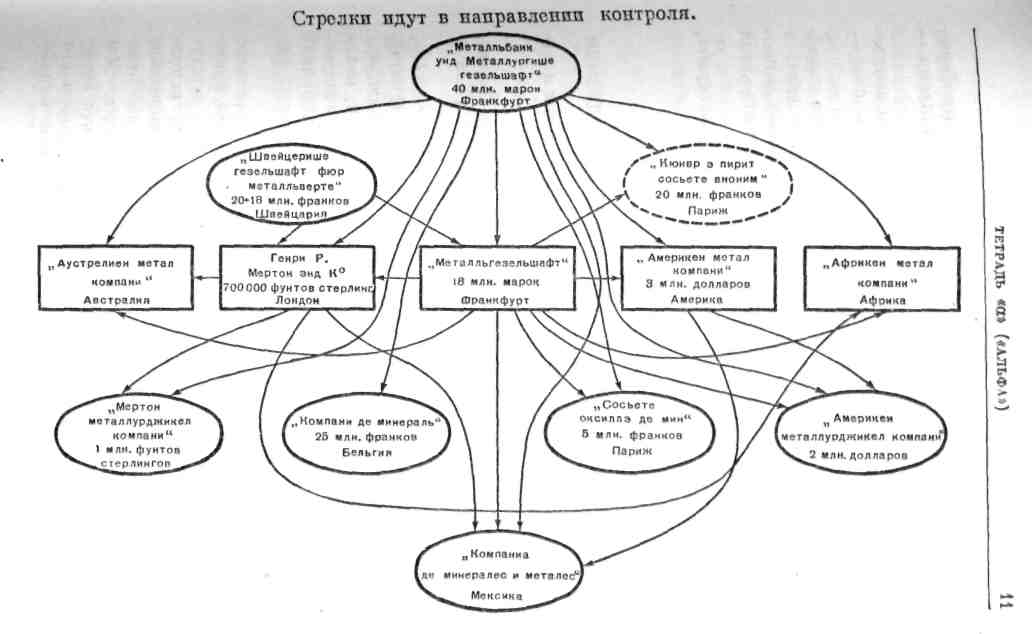 Стрелки идут в направлении контроля.
„Металльбанк
унд Металлургише
гезельшафт“
40 млн. марок
Франкфурт
„Швейцерише
гезельшафт фюр
металльверте“
20+18 млн. франков
Швейцария
„Кюивр э пирит
сосьете аноним“
20 млн. франков
Париж
„Аустрелиен метал
компани“
Австралия
Генри Р.
Мертон энд К⁰
700 000 фунтов стерлинг.
Лондон
„Металльгезельшафт“
18 млн. марок
Франкфурт
„Америкен метал
компани“
3 млн. долларов
Америка
„Африкен метал
компани“
Африка
„Мертон
металлурджикел
компани“
1 млн. фунтов
стерлингов
„Компани де минераль“
25 млн. франков
Бельгия
„Сосьете
оксиллэ де мин“
5 млн. франков
Париж
„Америкен
металлурджикел компани“
2 млн. долларов
„Компаниа
де минералес и металес“
Мексика
ТЕТРАДЬ «α» («АЛЬФА»)
11